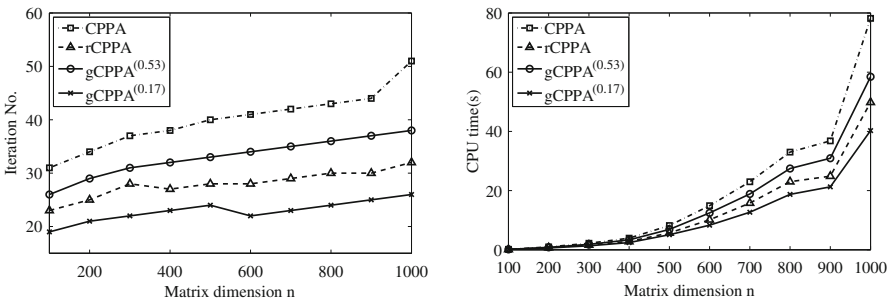 60
50
40
30
20
Iteration No.
CPPA
rCPPA
gCPPA(0.53)
gCPPA(0.17)
200 400 600 800 1000
Matrix dimension n
80
60
40
20
0
CPU time(s)
CPPA
rCPPA
gCPPA(0.53)
gCPPA(0.17)
100 200 300 400 500 600 700 800 900 1000
Matrix dimension n